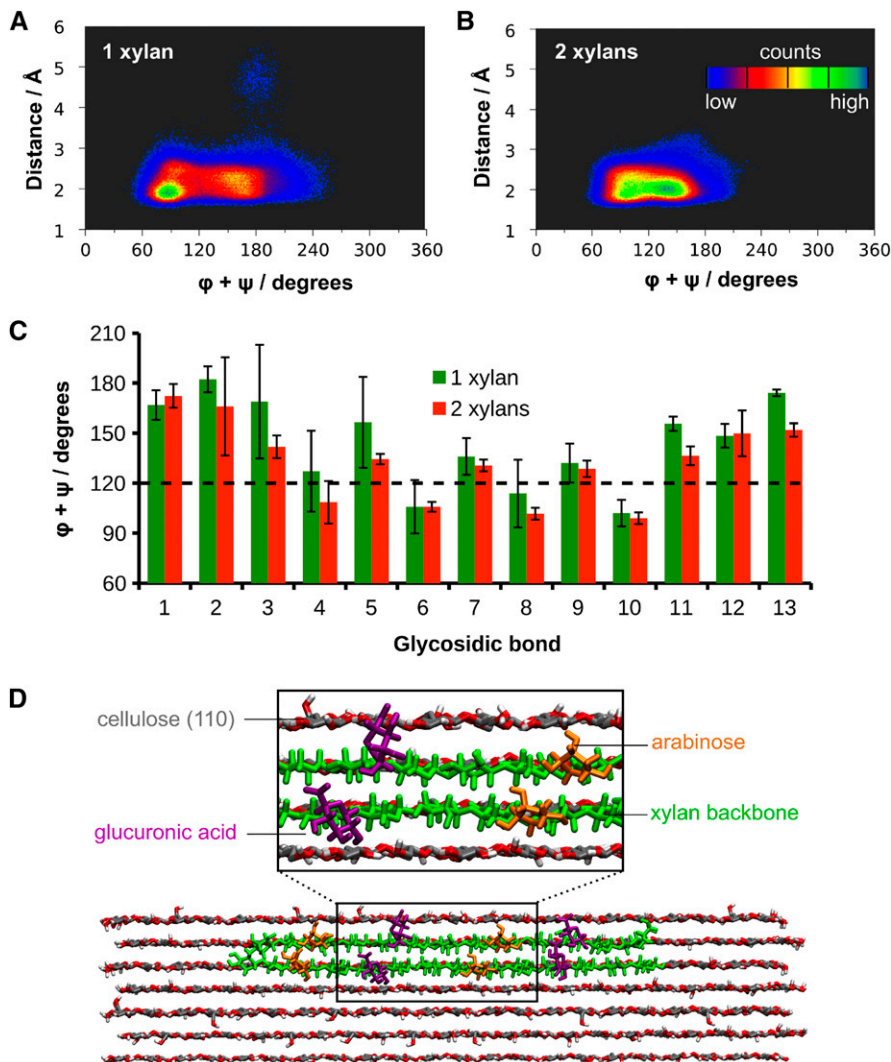 A
1 xylan
Distance / Å
6
5
4
3
2
1
0 60 120 180 240 300 360
φ + ψ / degrees
B
2 xylans
counts
low high
Distance / Å
6
5
4
3
2
1
0 60 120 180 240 300 360
φ + ψ / degrees
C
φ + ψ / degrees
210
180
150
120
90
60
1 xylan
2 xylans
1 2 3 4 5 6 7 8 9 10 11 12 13
Glycosidic bond
D
cellulose (110)
arabinose
xylan backbone
glucuronic acid